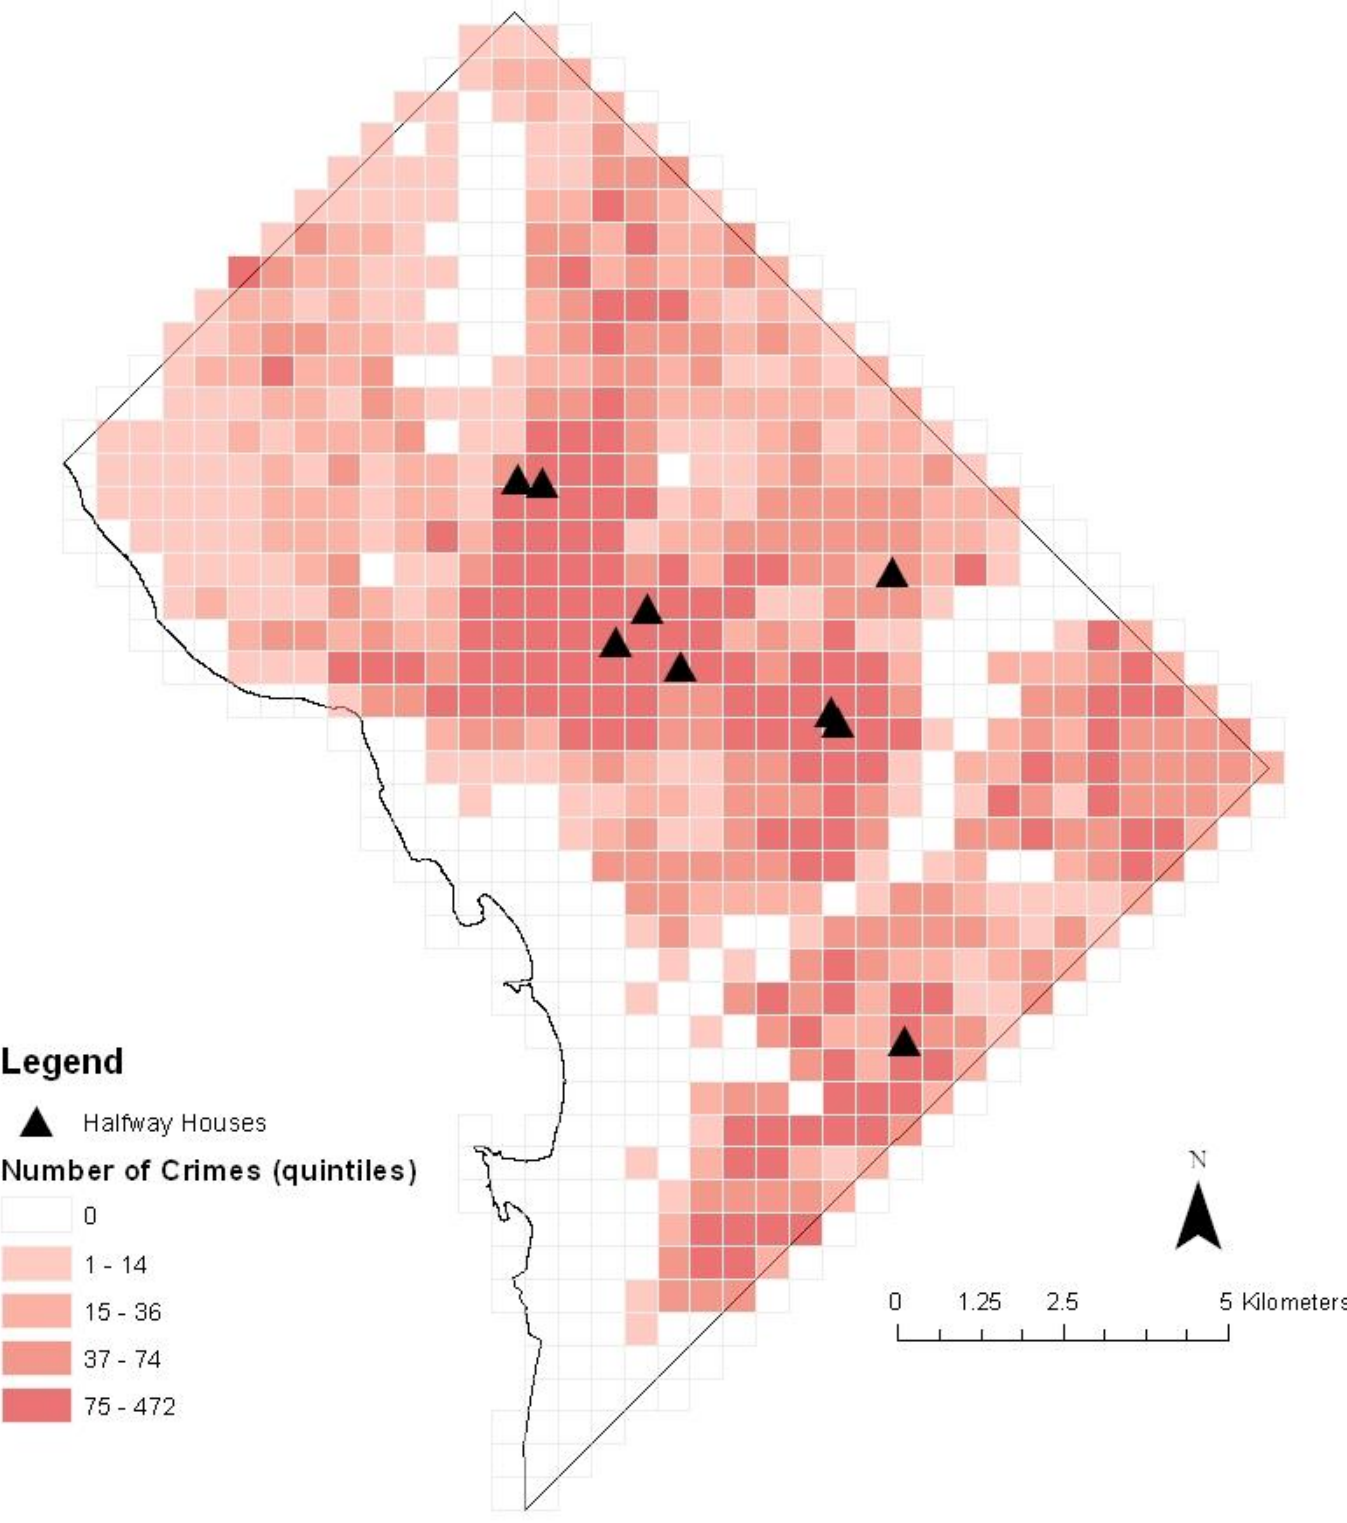 Legend
Halfway Houses
Number of Crimes (quintiles)
0
1 - 14
15 - 36
37 - 74
75 - 472
N
0 1.25 2.5 5 Kilometers